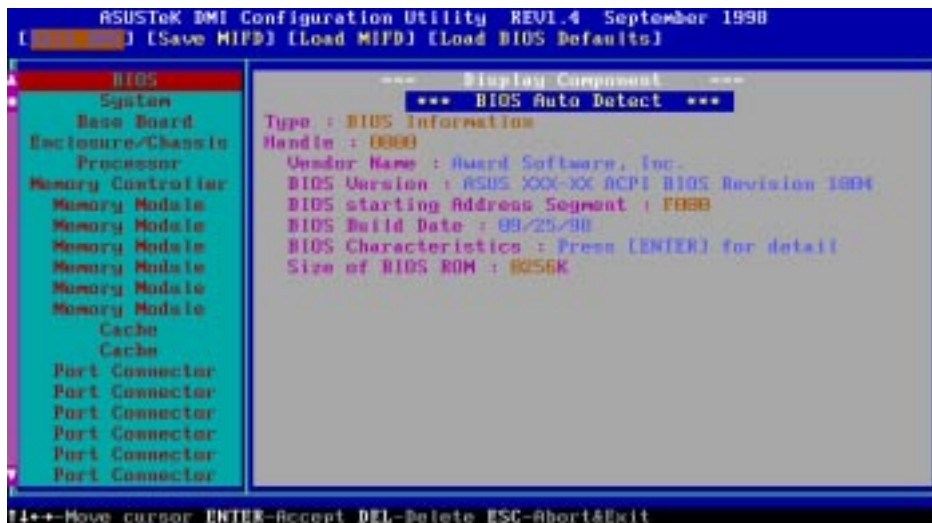 ASUSTeK DMI Configuration Utility REV1.4 September 1998
[Save MIFD] [Load MIFD] [Load BIOS Defaults]
BIOS
System
Base Board
Enclosure/Chassis
Processor
Memory Controller
Memory Module
Memory Module
Memory Module
Memory Module
Memory Module
Memory Module
Cache
Cache
Port Connector
Port Connector
Port Connector
Port Connector
Port Connector
Port Connector
=== Display Component ===
*** BIOS Auto Detect ***
Type : BIOS Information
Handle : 0000
Vendor Name : Award Software, Inc.
BIOS Version : ASUS XXX-XX ACPI BIOS Revision 1004
BIOS starting Address Segment : F000
BIOS Build Date : 09/25/98
BIOS Characteristics : Press [ENTER] for detail
Size of BIOS ROM : 0256K
↑↓←→-Move cursor ENTER-Accept DEL-Delete ESC-Abort&Exit